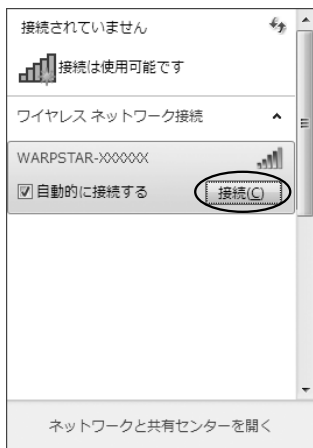 接続されていません
接続は使用可能です
ワイヤレス ネットワーク接続
WARPSTAR-XXXXXX
自動的に接続する
接続(C)
ネットワークと共有センターを開く